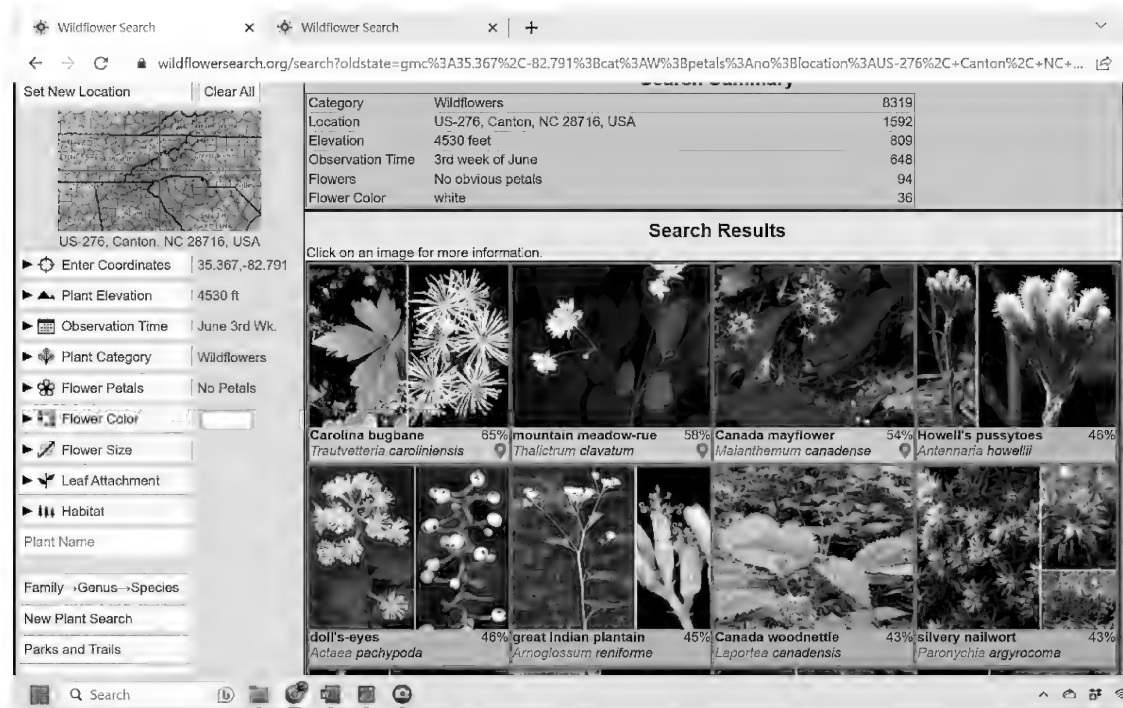 Wildflower Search × Wildflower Search × +
wildflowersearch.org/search?oldstate=gmc%3A35.367%2C-82.791%3Bcat%3AW%3Bpetals%3Ano%3Blocation%3AUS-276%2C+Canton%2C+NC+...
Set New Location Clear All
US-276, Canton, NC 28716, USA
Enter Coordinates 35.367,-82.791
Plant Elevation 4530 ft
Observation Time June 3rd Wk.
Plant Category Wildflowers
Flower Petals No Petals
Flower Color
Flower Size
Leaf Attachment
Habitat
Plant Name
Family→Genus→Species
New Plant Search
Parks and Trails
Search Summary
Category Wildflowers 8319
Location US-276, Canton, NC 28716, USA 1592
Elevation 4530 feet 809
Observation Time 3rd week of June 648
Flowers No obvious petals 94
Flower Color white 36
Search Results
Click on an image for more information.
Carolina bugbane 65% mountain meadow-rue 58% Canada mayflower 54% Howell's pussytoes 46%
Trautvetteria caroliniensis Thalictrum clavatum Maianthemum canadense Antennaria howellii
doll's-eyes 46% great Indian plantain 45% Canada woodnettle 43% silvery nailwort 43%
Actaea pachypoda Arnoglossum reniforme Laportea canadensis Paronychia argyrocoma
Search